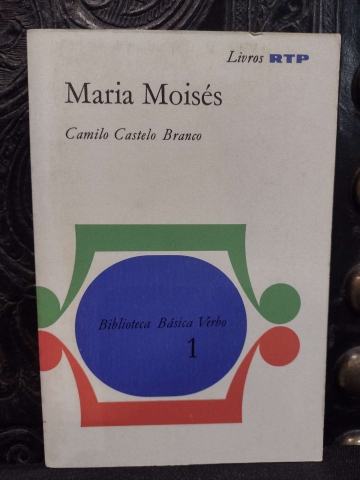 Livros RTP
Maria Moisés
Camilo Castelo Branco
Biblioteca Básica Verbo
1